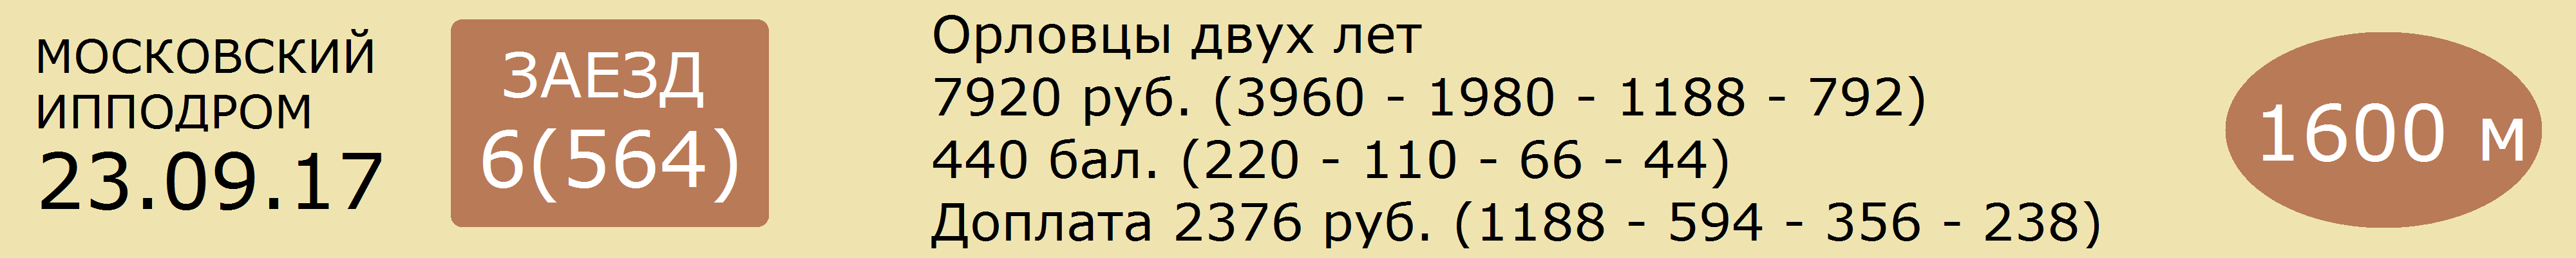 МОСКОВСКИЙ
ИППОДРОМ
23.09.17
ЗАЕЗД
6(564)
Орловцы двух лет
7920 руб. (3960 - 1980 - 1188 - 792)
440 бал. (220 - 110 - 66 - 44)
Доплата 2376 руб. (1188 - 594 - 356 - 238)
1600 м